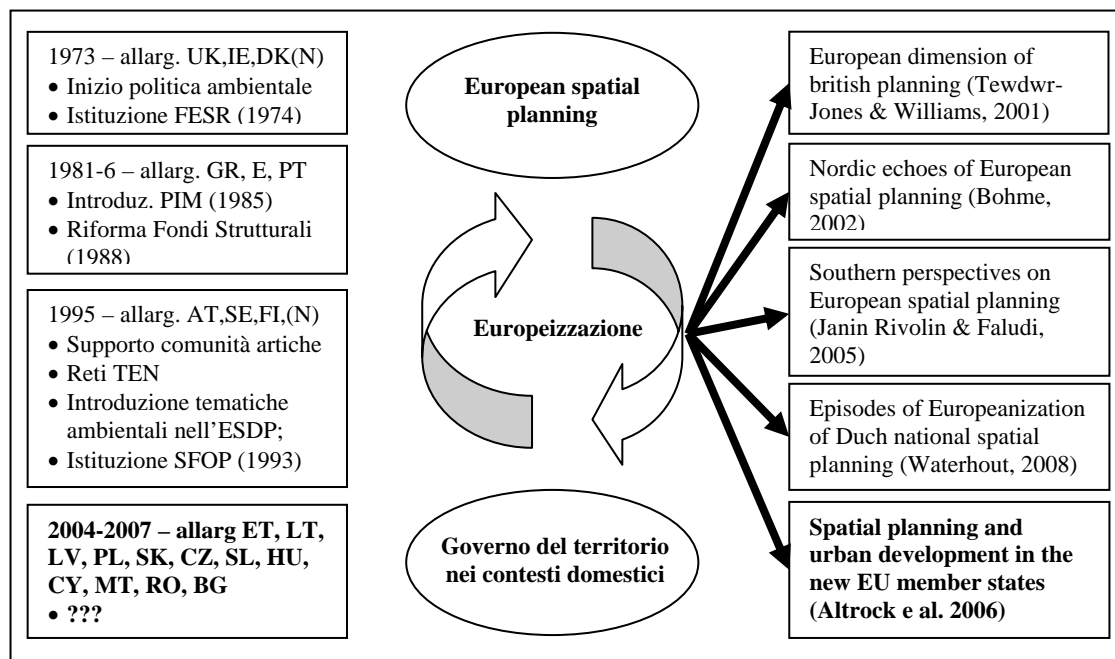 1973 – allarg. UK,IE,DK(N)
• Inizio politica ambientale
• Istituzione FESR (1974)
1981-6 – allarg. GR, E, PT
• Introduz. PIM (1985)
• Riforma Fondi Strutturali
(1988)
1995 – allarg. AT,SE,FI,(N)
• Supporto comunità artiche
• Reti TEN
• Introduzione tematiche
ambientali nell’ESDP;
• Istituzione SFOP (1993)
2004-2007 – allarg ET, LT,
LV, PL, SK, CZ, SL, HU,
CY, MT, RO, BG
• ???
European spatial
planning
Europeizzazione
Governo del territorio
nei contesti domestici
European dimension of
british planning (Tewdwr-
Jones & Williams, 2001)
Nordic echoes of European
spatial planning (Bohme,
2002)
Southern perspectives on
European spatial planning
(Janin Rivolin & Faludi,
2005)
Episodes of Europeanization
of Duch national spatial
planning (Waterhout, 2008)
Spatial planning and
urban development in the
new EU member states
(Altrock e al. 2006)